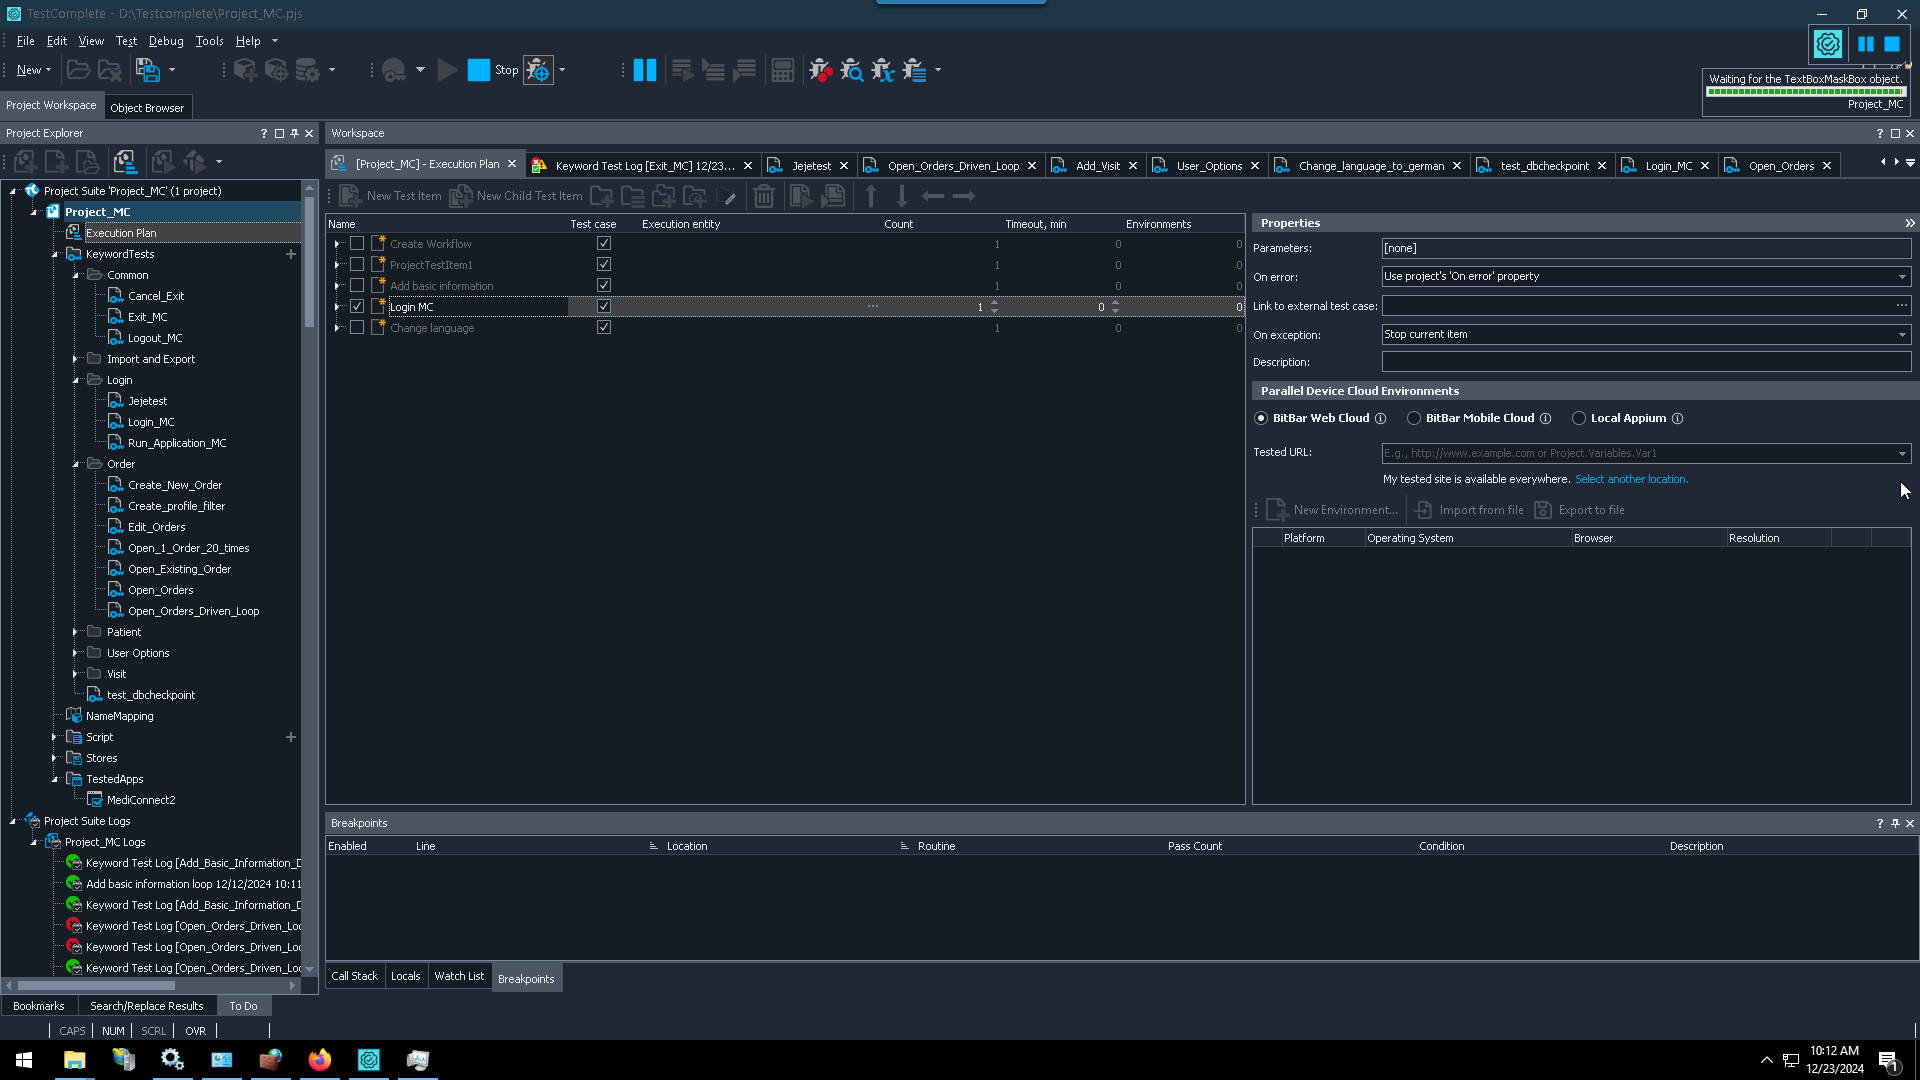 TestComplete - D:\Testcomplete\Project_MC.pjs
File Edit View Test Debug Tools Help
New Stop
Waiting for the TextBoxMaskBox object.
Project_MC
Project Workspace Object Browser
Project Explorer ?
Workspace ?
[Project_MC] - Execution Plan Keyword Test Log [Exit_MC] 12/23... Jejetest Open_Orders_Driven_Loop Add_Visit User_Options Change_language_to_german test_dbcheckpoint Login_MC Open_Orders
New Test Item New Child Test Item
Project Suite 'Project_MC' (1 project)
Project_MC
Execution Plan
KeywordTests
Common
Cancel_Exit
Exit_MC
Logout_MC
Import and Export
Login
Jejetest
Login_MC
Run_Application_MC
Order
Create_New_Order
Create_profile_filter
Edit_Orders
Open_1_Order_20_times
Open_Existing_Order
Open_Orders
Open_Orders_Driven_Loop
Patient
User Options
Visit
test_dbcheckpoint
NameMapping
Script
Stores
TestedApps
MediConnect2
Project Suite Logs
Project_MC Logs
Keyword Test Log [Add_Basic_Information_D
Add basic information loop 12/12/2024 10:11
Keyword Test Log [Add_Basic_Information_D
Keyword Test Log [Open_Orders_Driven_Loo
Keyword Test Log [Open_Orders_Driven_Loo
Keyword Test Log [Open_Orders_Driven_Loo
Name Test case Execution entity Count Timeout, min Environments
Create Workflow 1 0 0
ProjectTestItem1 1 0 0
Add basic information 1 0 0
Login MC ... 1 0 0
Change language 1 0 0
Properties
Parameters: [none]
On error: Use project's 'On error' property
Link to external test case: ...
On exception: Stop current item
Description:
Parallel Device Cloud Environments
BitBar Web Cloud BitBar Mobile Cloud Local Appium
Tested URL: E.g., http://www.example.com or Project.Variables.Var1
My tested site is available everywhere. Select another location.
New Environment... Import from file Export to file
Platform Operating System Browser Resolution
Breakpoints ?
Enabled Line Location Routine Pass Count Condition Description
Call Stack Locals Watch List Breakpoints
Bookmarks Search/Replace Results To Do
CAPS NUM SCRL OVR
10:12 AM
12/23/2024
1